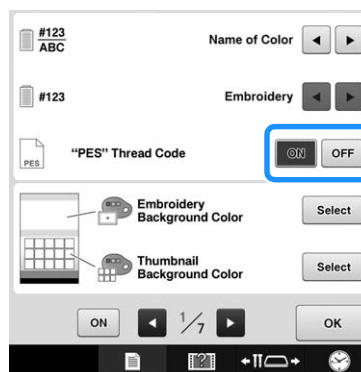 #123
ABC
Name of Color
#123
Embroidery
PES
"PES" Thread Code
ON
OFF
Embroidery
Background Color
Select
Thumbnail
Background Color
Select
ON
1/7
OK
?